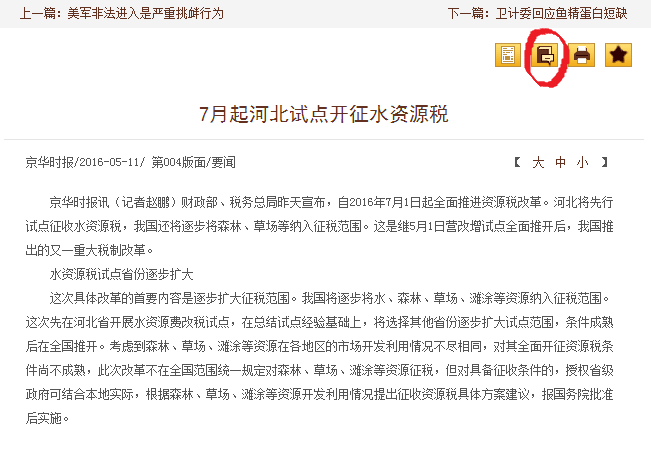 上一篇：美军非法进入是严重挑衅行为
下一篇：卫计委回应鱼精蛋白短缺
7月起河北试点开征水资源税
京华时报/2016-05-11/ 第004版面/要闻
【 大 中 小 】
京华时报讯（记者赵鹏）财政部、税务总局昨天宣布，自2016年7月1日起全面推进资源税改革。河北将先行
试点征收水资源税，我国还将逐步将森林、草场等纳入征税范围。这是继5月1日营改增试点全面推开后，我国推
出的又一重大税制改革。
水资源税试点省份逐步扩大
这次具体改革的首要内容是逐步扩大征税范围。我国将逐步将水、森林、草场、滩涂等资源纳入征税范围。
这次先在河北省开展水资源费改税试点，在总结试点经验基础上，将选择其他省份逐步扩大试点范围，条件成熟
后在全国推开。考虑到森林、草场、滩涂等资源在各地区的市场开发利用情况不尽相同，对其全面开征资源税条
件尚不成熟，此次改革不在全国范围统一规定对森林、草场、滩涂等资源征税，但对具备征收条件的，授权省级
政府可结合本地实际，根据森林、草场、滩涂等资源开发利用情况提出征收资源税具体方案建议，报国务院批准
后实施。